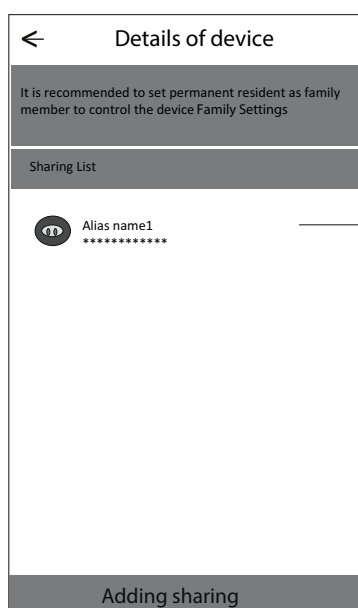 Details of device
It is recommended to set permanent resident as family
member to control the device Family Settings
Sharing List
Alias name1
************
Adding sharing